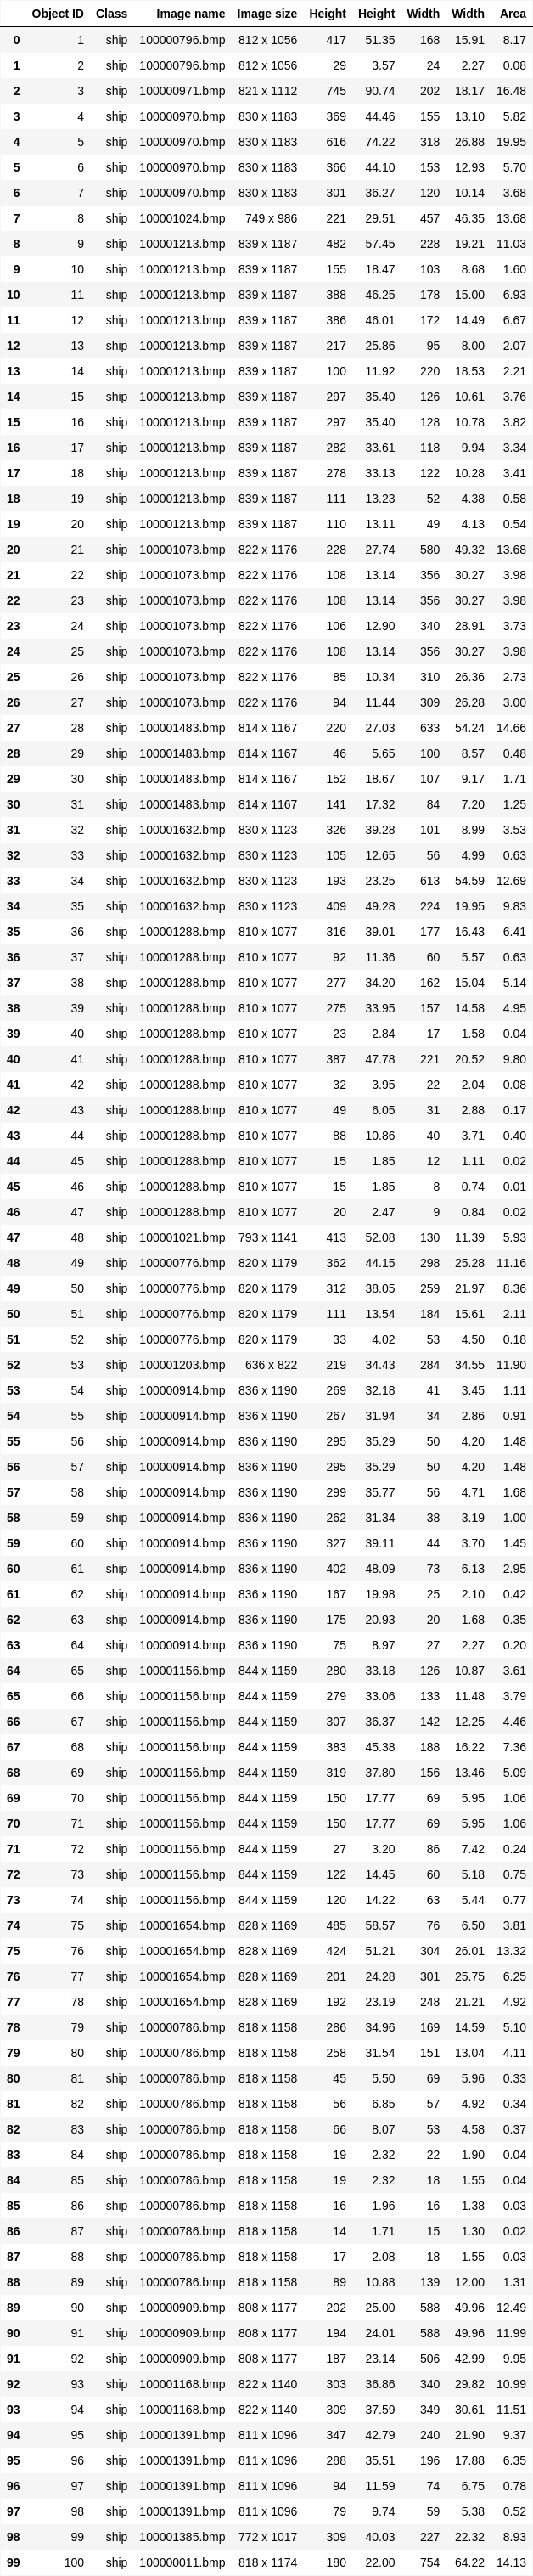 Object ID Class Image name Image size Height Height Width Width Area
0 1 ship 100000796.bmp 812 x 1056 417 51.35 168 15.91 8.17
1 2 ship 100000796.bmp 812 x 1056 29 3.57 24 2.27 0.08
2 3 ship 100000971.bmp 821 x 1112 745 90.74 202 18.17 16.48
3 4 ship 100000970.bmp 830 x 1183 369 44.46 155 13.10 5.82
4 5 ship 100000970.bmp 830 x 1183 616 74.22 318 26.88 19.95
5 6 ship 100000970.bmp 830 x 1183 366 44.10 153 12.93 5.70
6 7 ship 100000970.bmp 830 x 1183 301 36.27 120 10.14 3.68
7 8 ship 100001024.bmp 749 x 986 221 29.51 457 46.35 13.68
8 9 ship 100001213.bmp 839 x 1187 482 57.45 228 19.21 11.03
9 10 ship 100001213.bmp 839 x 1187 155 18.47 103 8.68 1.60
10 11 ship 100001213.bmp 839 x 1187 388 46.25 178 15.00 6.93
11 12 ship 100001213.bmp 839 x 1187 386 46.01 172 14.49 6.67
12 13 ship 100001213.bmp 839 x 1187 217 25.86 95 8.00 2.07
13 14 ship 100001213.bmp 839 x 1187 100 11.92 220 18.53 2.21
14 15 ship 100001213.bmp 839 x 1187 297 35.40 126 10.61 3.76
15 16 ship 100001213.bmp 839 x 1187 297 35.40 128 10.78 3.82
16 17 ship 100001213.bmp 839 x 1187 282 33.61 118 9.94 3.34
17 18 ship 100001213.bmp 839 x 1187 278 33.13 122 10.28 3.41
18 19 ship 100001213.bmp 839 x 1187 111 13.23 52 4.38 0.58
19 20 ship 100001213.bmp 839 x 1187 110 13.11 49 4.13 0.54
20 21 ship 100001073.bmp 822 x 1176 228 27.74 580 49.32 13.68
21 22 ship 100001073.bmp 822 x 1176 108 13.14 356 30.27 3.98
22 23 ship 100001073.bmp 822 x 1176 108 13.14 356 30.27 3.98
23 24 ship 100001073.bmp 822 x 1176 106 12.90 340 28.91 3.73
24 25 ship 100001073.bmp 822 x 1176 108 13.14 356 30.27 3.98
25 26 ship 100001073.bmp 822 x 1176 85 10.34 310 26.36 2.73
26 27 ship 100001073.bmp 822 x 1176 94 11.44 309 26.28 3.00
27 28 ship 100001483.bmp 814 x 1167 220 27.03 633 54.24 14.66
28 29 ship 100001483.bmp 814 x 1167 46 5.65 100 8.57 0.48
29 30 ship 100001483.bmp 814 x 1167 152 18.67 107 9.17 1.71
30 31 ship 100001483.bmp 814 x 1167 141 17.32 84 7.20 1.25
31 32 ship 100001632.bmp 830 x 1123 326 39.28 101 8.99 3.53
32 33 ship 100001632.bmp 830 x 1123 105 12.65 56 4.99 0.63
33 34 ship 100001632.bmp 830 x 1123 193 23.25 613 54.59 12.69
34 35 ship 100001632.bmp 830 x 1123 409 49.28 224 19.95 9.83
35 36 ship 100001288.bmp 810 x 1077 316 39.01 177 16.43 6.41
36 37 ship 100001288.bmp 810 x 1077 92 11.36 60 5.57 0.63
37 38 ship 100001288.bmp 810 x 1077 277 34.20 162 15.04 5.14
38 39 ship 100001288.bmp 810 x 1077 275 33.95 157 14.58 4.95
39 40 ship 100001288.bmp 810 x 1077 23 2.84 17 1.58 0.04
40 41 ship 100001288.bmp 810 x 1077 387 47.78 221 20.52 9.80
41 42 ship 100001288.bmp 810 x 1077 32 3.95 22 2.04 0.08
42 43 ship 100001288.bmp 810 x 1077 49 6.05 31 2.88 0.17
43 44 ship 100001288.bmp 810 x 1077 88 10.86 40 3.71 0.40
44 45 ship 100001288.bmp 810 x 1077 15 1.85 12 1.11 0.02
45 46 ship 100001288.bmp 810 x 1077 15 1.85 8 0.74 0.01
46 47 ship 100001288.bmp 810 x 1077 20 2.47 9 0.84 0.02
47 48 ship 100001021.bmp 793 x 1141 413 52.08 130 11.39 5.93
48 49 ship 100000776.bmp 820 x 1179 362 44.15 298 25.28 11.16
49 50 ship 100000776.bmp 820 x 1179 312 38.05 259 21.97 8.36
50 51 ship 100000776.bmp 820 x 1179 111 13.54 184 15.61 2.11
51 52 ship 100000776.bmp 820 x 1179 33 4.02 53 4.50 0.18
52 53 ship 100001203.bmp 636 x 822 219 34.43 284 34.55 11.90
53 54 ship 100000914.bmp 836 x 1190 269 32.18 41 3.45 1.11
54 55 ship 100000914.bmp 836 x 1190 267 31.94 34 2.86 0.91
55 56 ship 100000914.bmp 836 x 1190 295 35.29 50 4.20 1.48
56 57 ship 100000914.bmp 836 x 1190 295 35.29 50 4.20 1.48
57 58 ship 100000914.bmp 836 x 1190 299 35.77 56 4.71 1.68
58 59 ship 100000914.bmp 836 x 1190 262 31.34 38 3.19 1.00
59 60 ship 100000914.bmp 836 x 1190 327 39.11 44 3.70 1.45
60 61 ship 100000914.bmp 836 x 1190 402 48.09 73 6.13 2.95
61 62 ship 100000914.bmp 836 x 1190 167 19.98 25 2.10 0.42
62 63 ship 100000914.bmp 836 x 1190 175 20.93 20 1.68 0.35
63 64 ship 100000914.bmp 836 x 1190 75 8.97 27 2.27 0.20
64 65 ship 100001156.bmp 844 x 1159 280 33.18 126 10.87 3.61
65 66 ship 100001156.bmp 844 x 1159 279 33.06 133 11.48 3.79
66 67 ship 100001156.bmp 844 x 1159 307 36.37 142 12.25 4.46
67 68 ship 100001156.bmp 844 x 1159 383 45.38 188 16.22 7.36
68 69 ship 100001156.bmp 844 x 1159 319 37.80 156 13.46 5.09
69 70 ship 100001156.bmp 844 x 1159 150 17.77 69 5.95 1.06
70 71 ship 100001156.bmp 844 x 1159 150 17.77 69 5.95 1.06
71 72 ship 100001156.bmp 844 x 1159 27 3.20 86 7.42 0.24
72 73 ship 100001156.bmp 844 x 1159 122 14.45 60 5.18 0.75
73 74 ship 100001156.bmp 844 x 1159 120 14.22 63 5.44 0.77
74 75 ship 100001654.bmp 828 x 1169 485 58.57 76 6.50 3.81
75 76 ship 100001654.bmp 828 x 1169 424 51.21 304 26.01 13.32
76 77 ship 100001654.bmp 828 x 1169 201 24.28 301 25.75 6.25
77 78 ship 100001654.bmp 828 x 1169 192 23.19 248 21.21 4.92
78 79 ship 100000786.bmp 818 x 1158 286 34.96 169 14.59 5.10
79 80 ship 100000786.bmp 818 x 1158 258 31.54 151 13.04 4.11
80 81 ship 100000786.bmp 818 x 1158 45 5.50 69 5.96 0.33
81 82 ship 100000786.bmp 818 x 1158 56 6.85 57 4.92 0.34
82 83 ship 100000786.bmp 818 x 1158 66 8.07 53 4.58 0.37
83 84 ship 100000786.bmp 818 x 1158 19 2.32 22 1.90 0.04
84 85 ship 100000786.bmp 818 x 1158 19 2.32 18 1.55 0.04
85 86 ship 100000786.bmp 818 x 1158 16 1.96 16 1.38 0.03
86 87 ship 100000786.bmp 818 x 1158 14 1.71 15 1.30 0.02
87 88 ship 100000786.bmp 818 x 1158 17 2.08 18 1.55 0.03
88 89 ship 100000786.bmp 818 x 1158 89 10.88 139 12.00 1.31
89 90 ship 100000909.bmp 808 x 1177 202 25.00 588 49.96 12.49
90 91 ship 100000909.bmp 808 x 1177 194 24.01 588 49.96 11.99
91 92 ship 100000909.bmp 808 x 1177 187 23.14 506 42.99 9.95
92 93 ship 100001168.bmp 822 x 1140 303 36.86 340 29.82 10.99
93 94 ship 100001168.bmp 822 x 1140 309 37.59 349 30.61 11.51
94 95 ship 100001391.bmp 811 x 1096 347 42.79 240 21.90 9.37
95 96 ship 100001391.bmp 811 x 1096 288 35.51 196 17.88 6.35
96 97 ship 100001391.bmp 811 x 1096 94 11.59 74 6.75 0.78
97 98 ship 100001391.bmp 811 x 1096 79 9.74 59 5.38 0.52
98 99 ship 100001385.bmp 772 x 1017 309 40.03 227 22.32 8.93
99 100 ship 100000011.bmp 818 x 1174 180 22.00 754 64.22 14.13